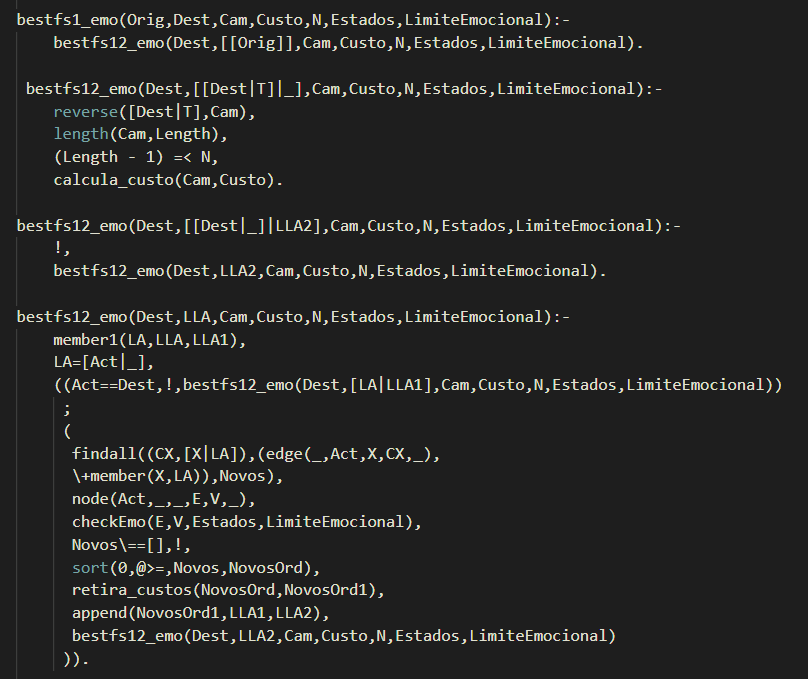 bestfs1_emo(Orig,Dest,Cam,Custo,N,Estados,LimiteEmocional):-
bestfs12_emo(Dest,[[Orig]],Cam,Custo,N,Estados,LimiteEmocional).
bestfs12_emo(Dest,[[Dest|T]|_],Cam,Custo,N,Estados,LimiteEmocional):-
reverse([Dest|T],Cam),
length(Cam,Length),
(Length - 1) =< N,
calcula_custo(Cam,Custo).
bestfs12_emo(Dest,[[Dest|_]|LLA2],Cam,Custo,N,Estados,LimiteEmocional):-
!,
bestfs12_emo(Dest,LLA2,Cam,Custo,N,Estados,LimiteEmocional).
bestfs12_emo(Dest,LLA,Cam,Custo,N,Estados,LimiteEmocional):-
member1(LA,LLA,LLA1),
LA=[Act|_],
((Act==Dest,!,bestfs12_emo(Dest,[LA|LLA1],Cam,Custo,N,Estados,LimiteEmocional))
;
(
findall((CX,[X|LA]),(edge(_,Act,X,CX,_),
\+member(X,LA)),Novos),
node(Act,_,_,E,V,_),
checkEmo(E,V,Estados,LimiteEmocional),
Novos\==[],!,
sort(0,@>=,Novos,NovosOrd),
retira_custos(NovosOrd,NovosOrd1),
append(NovosOrd1,LLA1,LLA2),
bestfs12_emo(Dest,LLA2,Cam,Custo,N,Estados,LimiteEmocional)
)).